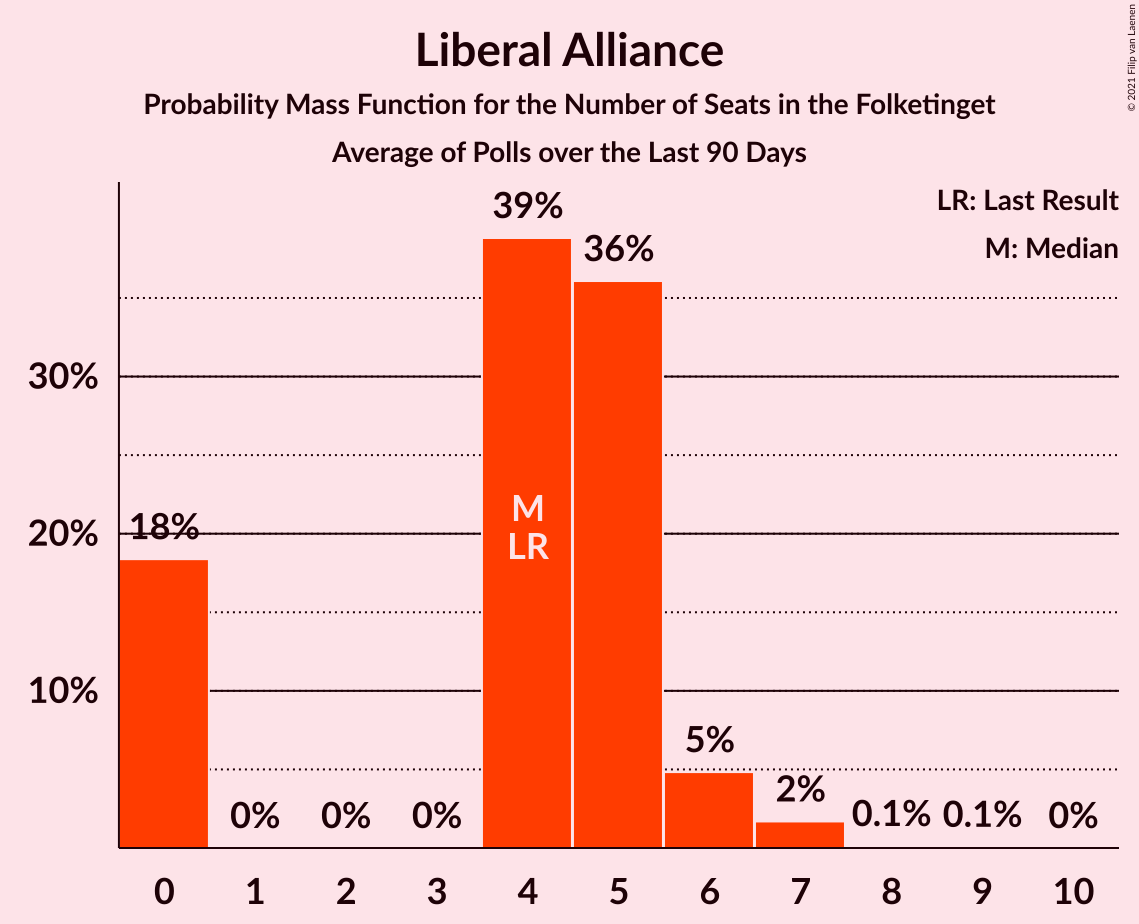 Liberal Alliance
Probability Mass Function for the Number of Seats in the Folketinget
Average of Polls over the Last 90 Days
© 2021 Filip van Laenen
LR: Last Result
M: Median
39%
36%
30%
M
LR
18%
20%
10%
5%
2%
0%
0%
0%
0.1%
0.1%
0%
0 1 2 3 4 5 6 7 8 9 10